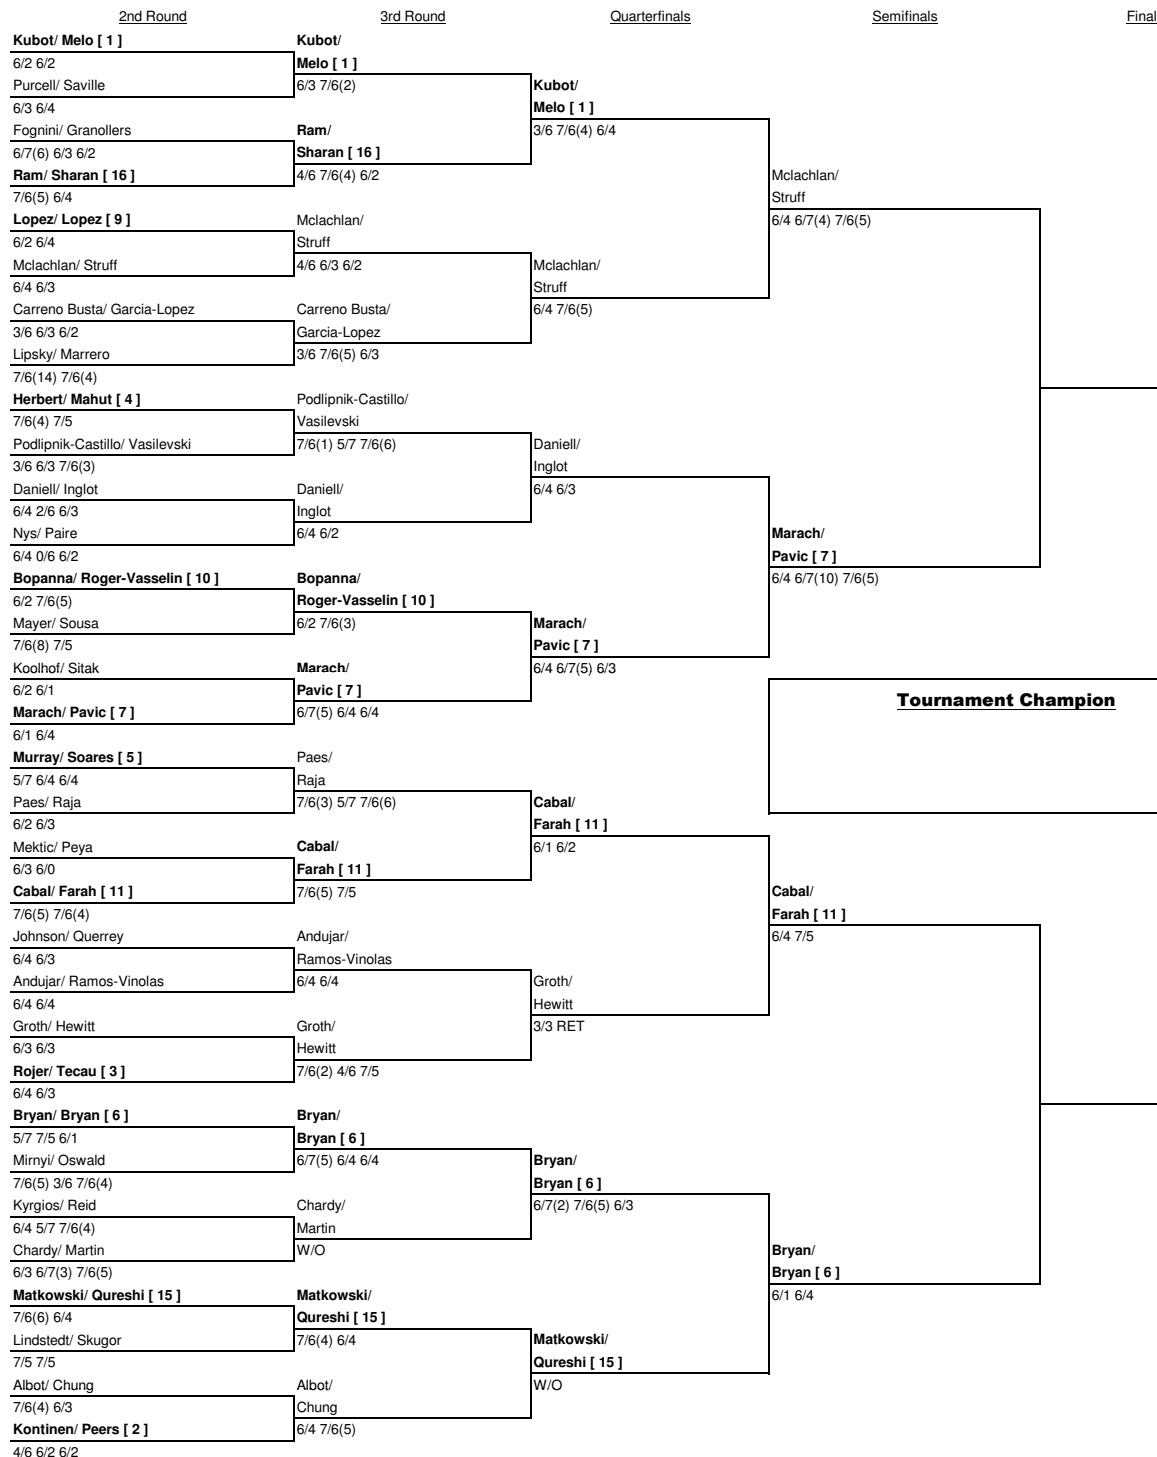 2nd Round
3rd Round
Quarterfinals
Semifinals
Final
Kubot/ Melo [ 1 ]
6/2 6/2
Purcell/ Saville
6/3 6/4
Fognini/ Granollers
6/7(6) 6/3 6/2
Ram/ Sharan [ 16 ]
7/6(5) 6/4
Lopez/ Lopez [ 9 ]
6/2 6/4
Mclachlan/ Struff
6/4 6/3
Carreno Busta/ Garcia-Lopez
3/6 6/3 6/2
Lipsky/ Marrero
7/6(14) 7/6(4)
Herbert/ Mahut [ 4 ]
7/6(4) 7/5
Podlipnik-Castillo/ Vasilevski
3/6 6/3 7/6(3)
Daniell/ Inglot
6/4 2/6 6/3
Nys/ Paire
6/4 0/6 6/2
Bopanna/ Roger-Vasselin [ 10 ]
6/2 7/6(5)
Mayer/ Sousa
7/6(8) 7/5
Koolhof/ Sitak
6/2 6/1
Marach/ Pavic [ 7 ]
6/1 6/4
Murray/ Soares [ 5 ]
5/7 6/4 6/4
Paes/ Raja
6/2 6/3
Mektic/ Peya
6/3 6/0
Cabal/ Farah [ 11 ]
7/6(5) 7/6(4)
Johnson/ Querrey
6/4 6/3
Andujar/ Ramos-Vinolas
6/4 6/4
Groth/ Hewitt
6/3 6/3
Rojer/ Tecau [ 3 ]
6/4 6/3
Bryan/ Bryan [ 6 ]
5/7 7/5 6/1
Mirnyi/ Oswald
7/6(5) 3/6 7/6(4)
Kyrgios/ Reid
6/4 5/7 7/6(4)
Chardy/ Martin
6/3 6/7(3) 7/6(5)
Matkowski/ Qureshi [ 15 ]
7/6(6) 6/4
Lindstedt/ Skugor
7/5 7/5
Albot/ Chung
7/6(4) 6/3
Kontinen/ Peers [ 2 ]
4/6 6/2 6/2
Kubot/
Melo [ 1 ]
6/3 7/6(2)
Ram/
Sharan [ 16 ]
4/6 7/6(4) 6/2
Mclachlan/
Struff
4/6 6/3 6/2
Carreno Busta/
Garcia-Lopez
3/6 7/6(5) 6/3
Podlipnik-Castillo/
Vasilevski
7/6(1) 5/7 7/6(6)
Daniell/
Inglot
6/4 6/2
Bopanna/
Roger-Vasselin [ 10 ]
6/2 7/6(3)
Marach/
Pavic [ 7 ]
6/7(5) 6/4 6/4
Paes/
Raja
7/6(3) 5/7 7/6(6)
Cabal/
Farah [ 11 ]
7/6(5) 7/5
Andujar/
Ramos-Vinolas
6/4 6/4
Groth/
Hewitt
7/6(2) 4/6 7/5
Bryan/
Bryan [ 6 ]
6/7(5) 6/4 6/4
Chardy/
Martin
W/O
Matkowski/
Qureshi [ 15 ]
7/6(4) 6/4
Albot/
Chung
6/4 7/6(5)
Kubot/
Melo [ 1 ]
3/6 7/6(4) 6/4
Mclachlan/
Struff
6/4 7/6(5)
Daniell/
Inglot
6/4 6/3
Marach/
Pavic [ 7 ]
6/4 6/7(5) 6/3
Cabal/
Farah [ 11 ]
6/1 6/2
Groth/
Hewitt
3/3 RET
Bryan/
Bryan [ 6 ]
6/7(2) 7/6(5) 6/3
Matkowski/
Qureshi [ 15 ]
W/O
Mclachlan/
Struff
6/4 6/7(4) 7/6(5)
Marach/
Pavic [ 7 ]
6/4 6/7(10) 7/6(5)
Tournament Champion
Cabal/
Farah [ 11 ]
6/4 7/5
Bryan/
Bryan [ 6 ]
6/1 6/4